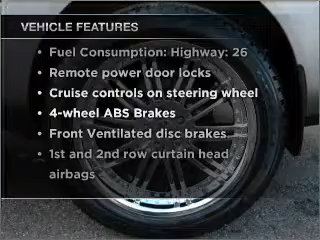 VEHICLE FEATURES
• Fuel Consumption: Highway: 26
• Remote power door locks
• Cruise controls on steering wheel
• 4-wheel ABS Brakes
• Front Ventilated disc brakes
• 1st and 2nd row curtain head
airbags